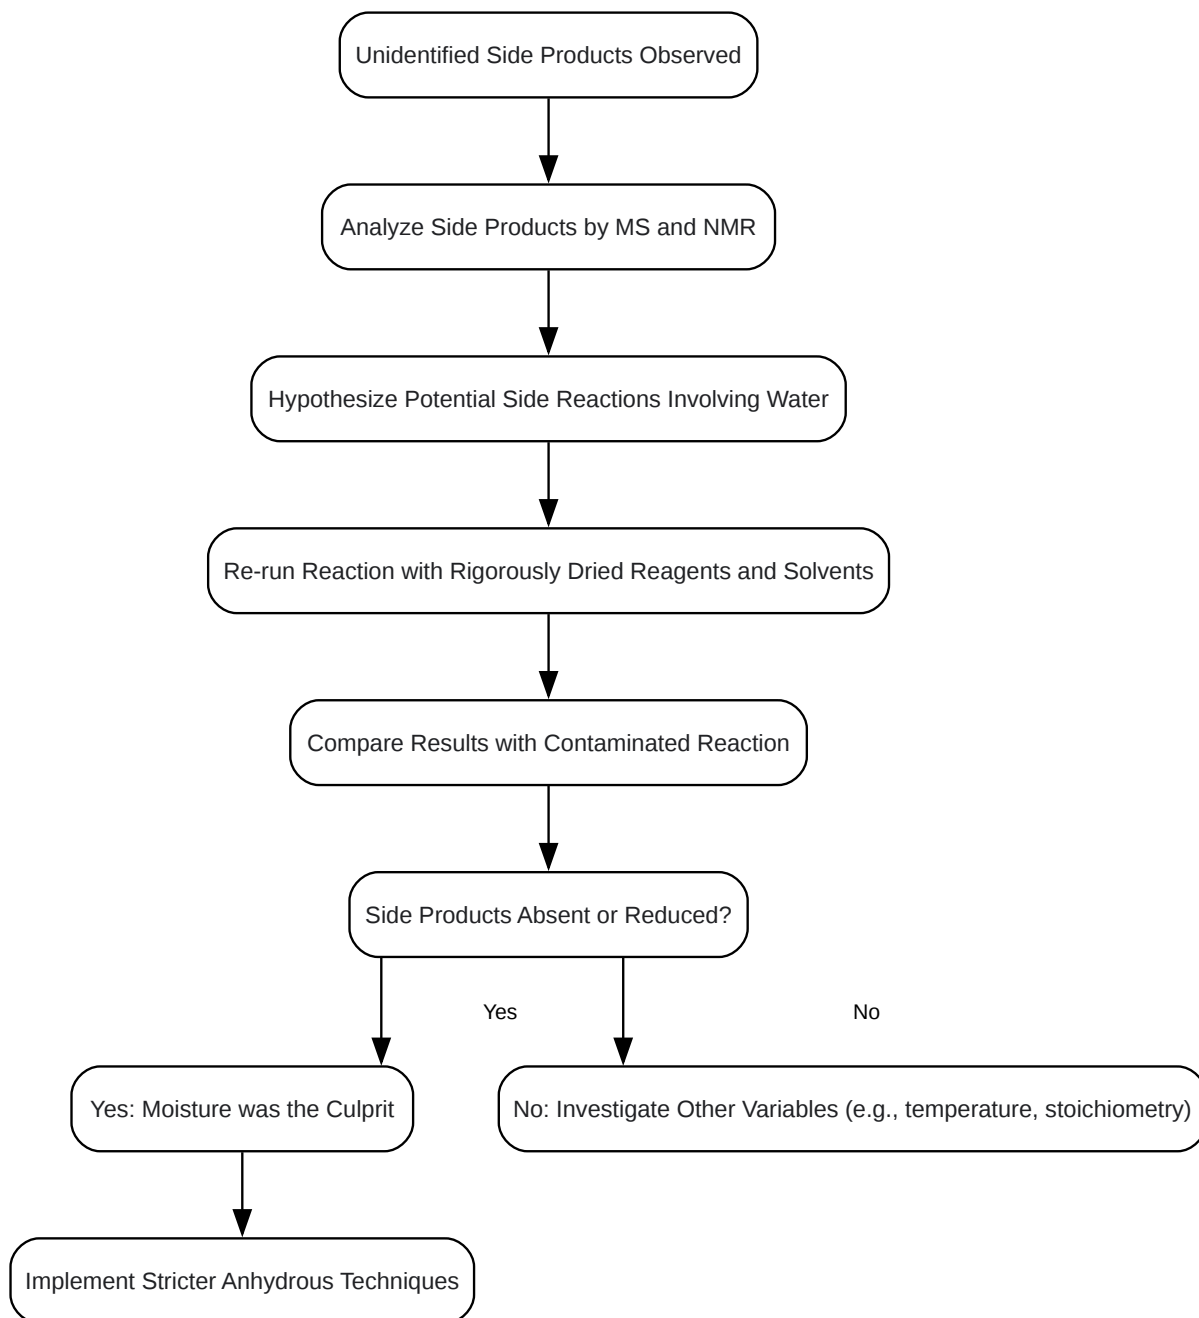 Unidentified Side Products Observed
Analyze Side Products by MS and NMR
Hypothesize Potential Side Reactions Involving Water
Re-run Reaction with Rigorously Dried Reagents and Solvents
Compare Results with Contaminated Reaction
Side Products Absent or Reduced?
Yes
No
Yes: Moisture was the Culprit
No: Investigate Other Variables (e.g., temperature, stoichiometry)
Implement Stricter Anhydrous Techniques